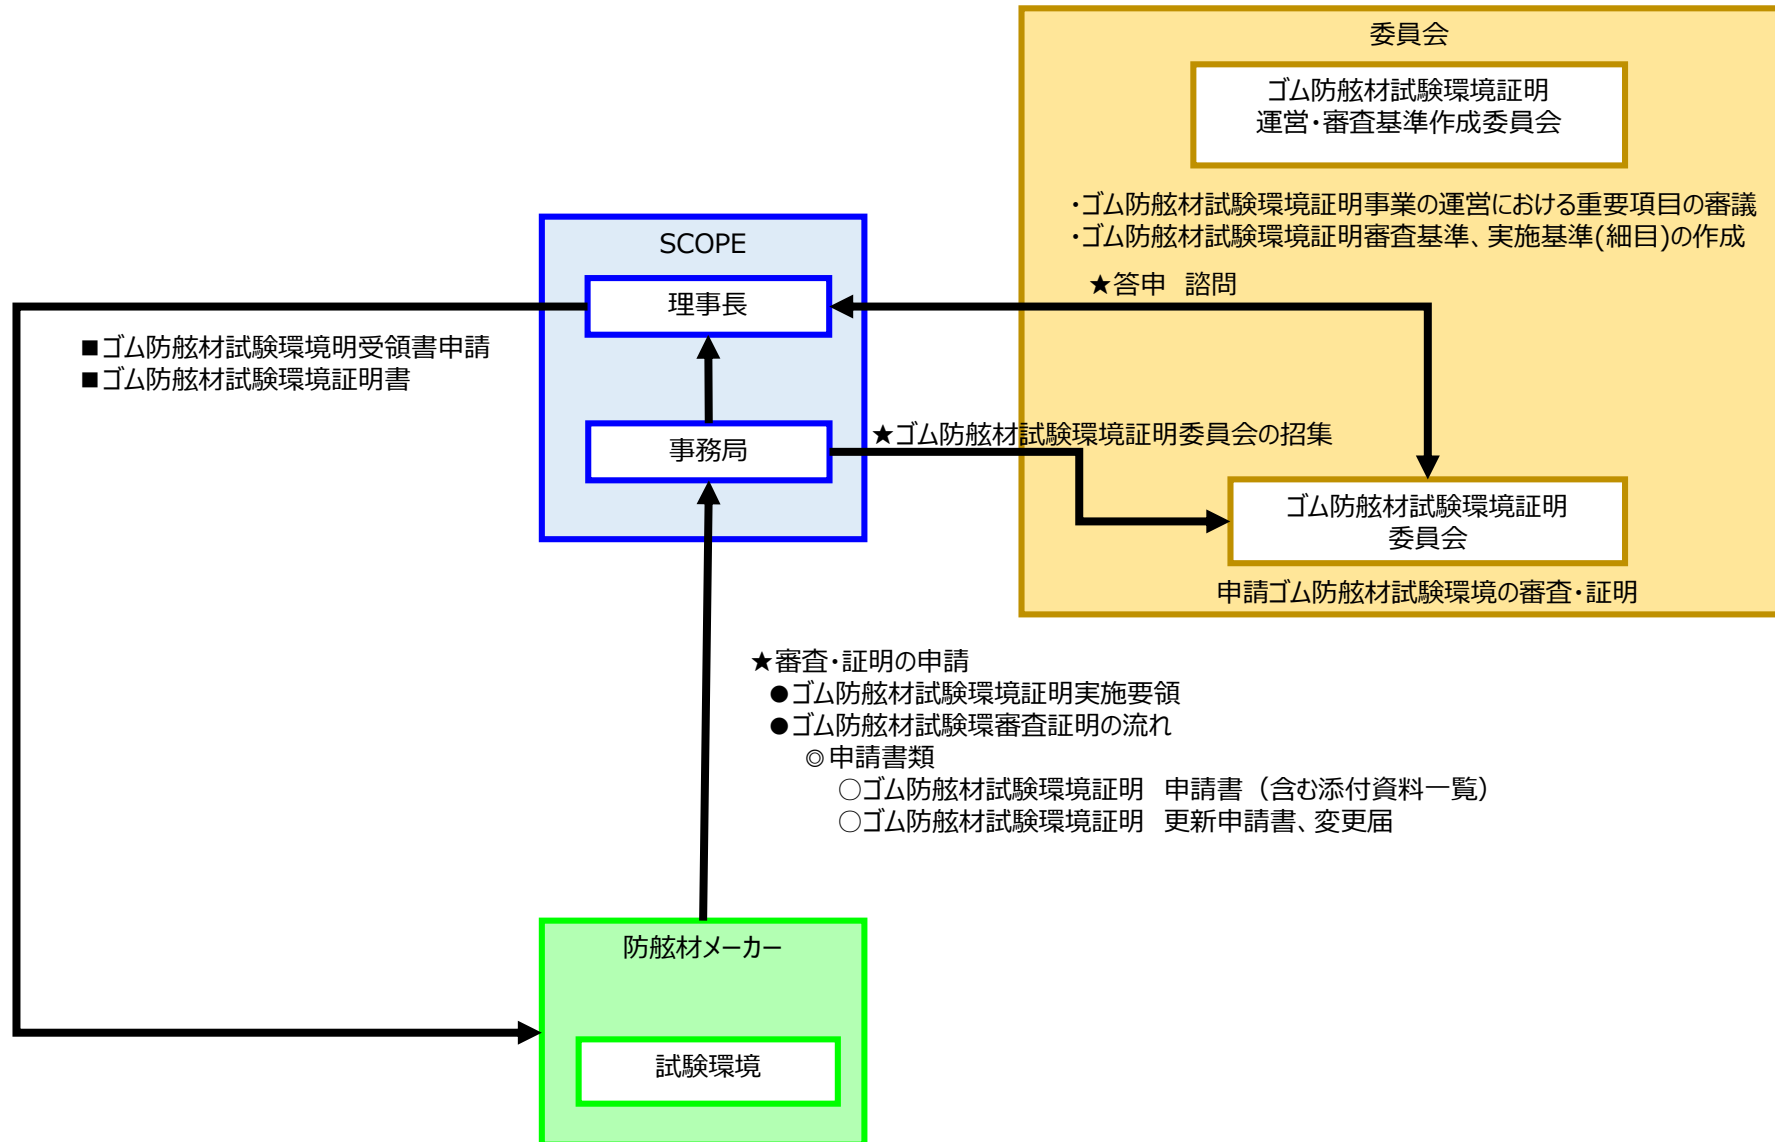 委員会
ゴム防舷材試験環境証明
運営・審査基準作成委員会
・ゴム防舷材試験環境証明事業の運営における重要項目の審議
・ゴム防舷材試験環境証明審査基準、実施基準(細目)の作成
SCOPE
理事長
★答申　諮問
■ゴム防舷材試験環境明受領書申請
■ゴム防舷材試験環境証明書
事務局
★ゴム防舷材試験環境証明委員会の招集
ゴム防舷材試験環境証明
委員会
申請ゴム防舷材試験環境の審査・証明
★審査・証明の申請
●ゴム防舷材試験環境証明実施要領
●ゴム防舷材試験環審査証明の流れ
◎申請書類
○ゴム防舷材試験環境証明　申請書（含む添付資料一覧）
○ゴム防舷材試験環境証明　更新申請書、変更届
防舷材メーカー
試験環境